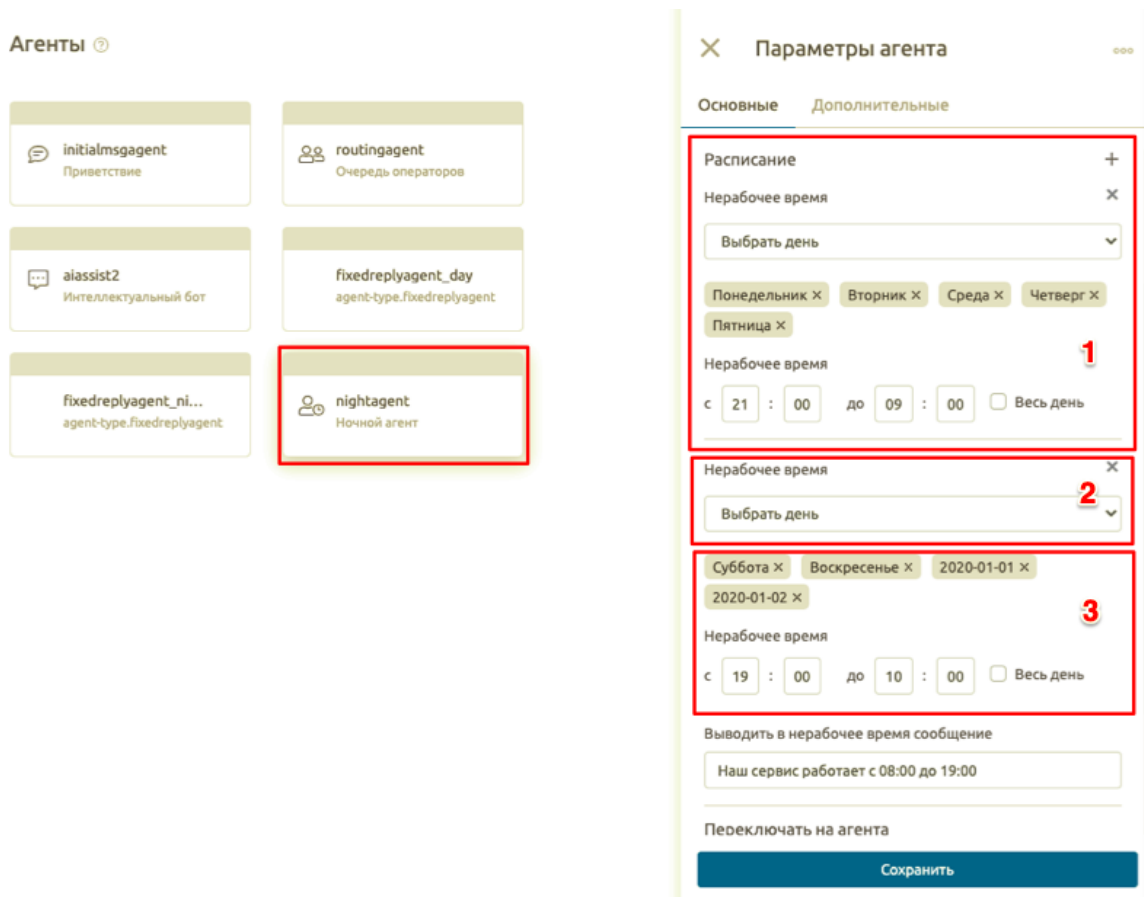 Агенты
initialmsgagent
Приветствие
routingagent
Очередь операторов
aiassist2
Интеллектуальный бот
fixedreplyagent_day
agent-type.fixedreplyagent
fixedreplyagent_ni...
agent-type.fixedreplyagent
nightagent
Ночной агент
Параметры агента
Основные Дополнительные
Расписание
Нерабочее время
Выбрать день
Понедельник × Вторник × Среда × Четверг ×
Пятница ×
1
Нерабочее время
с 21 : 00 до 09 : 00 Весь день
Нерабочее время
2
Выбрать день
Суббота × Воскресенье × 2020-01-01 ×
2020-01-02 ×
3
Нерабочее время
с 19 : 00 до 10 : 00 Весь день
Выводить в нерабочее время сообщение
Наш сервис работает с 08:00 до 19:00
Переключать на агента
Сохранить